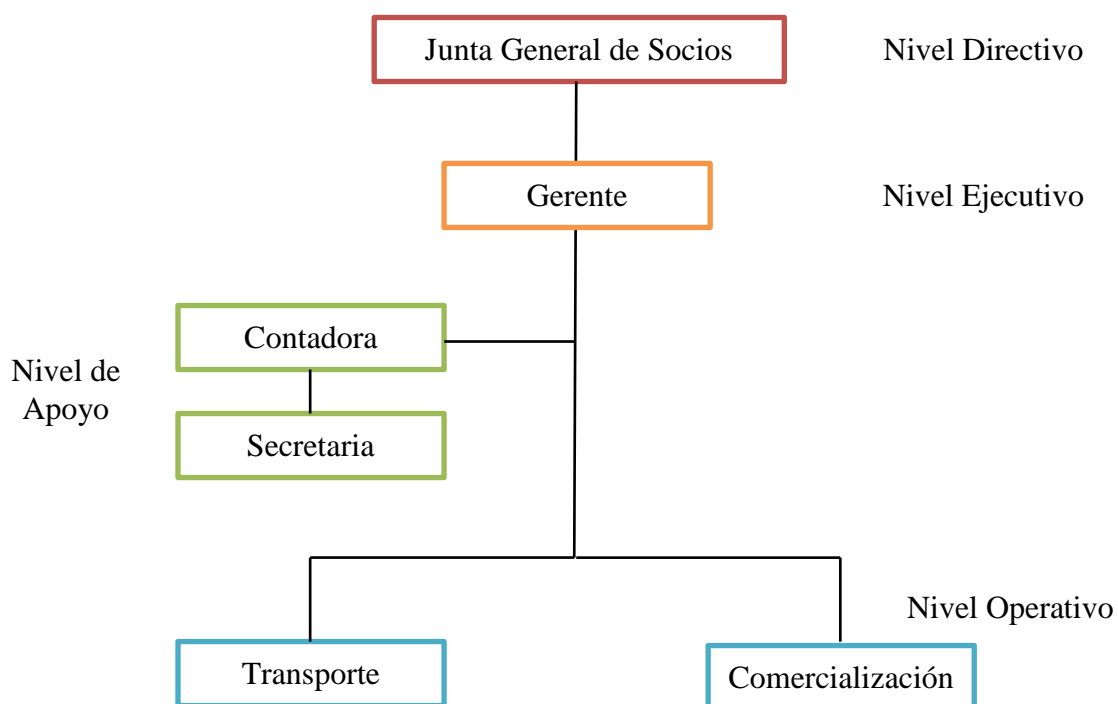 Junta General de Socios
Nivel Directivo
Gerente
Nivel Ejecutivo
Contadora
Nivel de
Apoyo
Secretaria
Nivel Operativo
Transporte
Comercialización